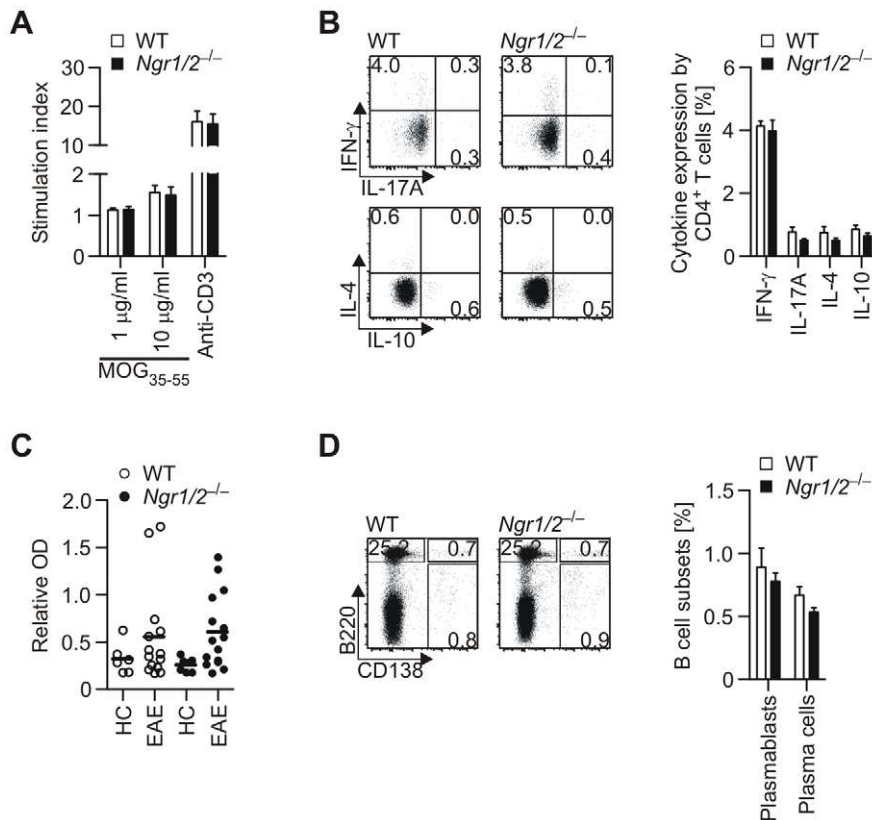 A
WT
Ngr1/2–/–
Stimulation index
30
20
10
2
1
0
1 µg/ml
10 µg/ml
Anti-CD3
MOG35-55
B
WT
Ngr1/2–/–
4.0
0.3
0.3
3.8
0.1
0.4
IFN-γ
IL-17A
0.6
0.0
0.6
0.5
0.0
0.5
IL-4
IL-10
WT
Ngr1/2–/–
Cytokine expression by
CD4+ T cells [%]
6
4
2
0
IFN-γ
IL-17A
IL-4
IL-10
C
WT
Ngr1/2–/–
Relative OD
2.0
1.5
1.0
0.5
0
HC
EAE
HC
EAE
D
WT
Ngr1/2–/–
25.2
0.7
0.8
25.2
0.7
0.9
B220
CD138
WT
Ngr1/2–/–
B cell subsets [%]
1.5
1.0
0.5
0
Plasmablasts
Plasma cells